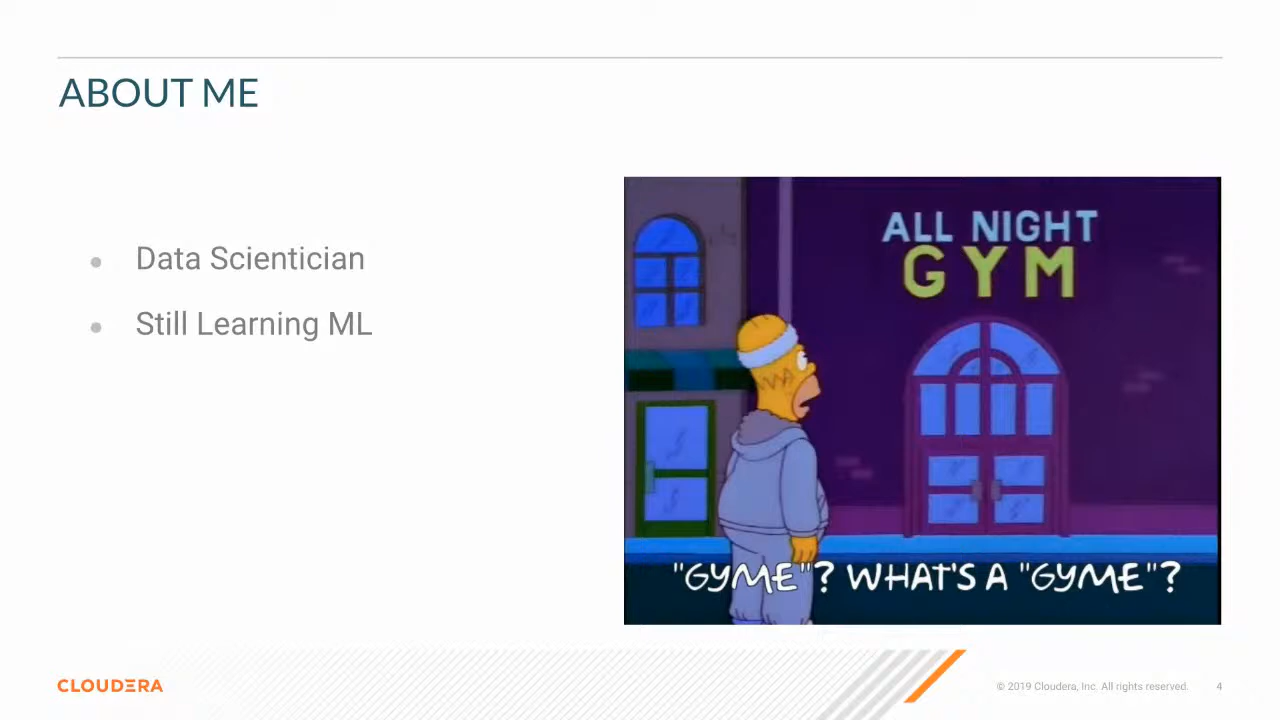 ABOUT ME
Data Scientician
Still Learning ML
ALL NIGHT
GYM
"GYME"? WHAT'S A "GYME"?
CLOUDERA
© 2019 Cloudera, Inc. All rights reserved. 4